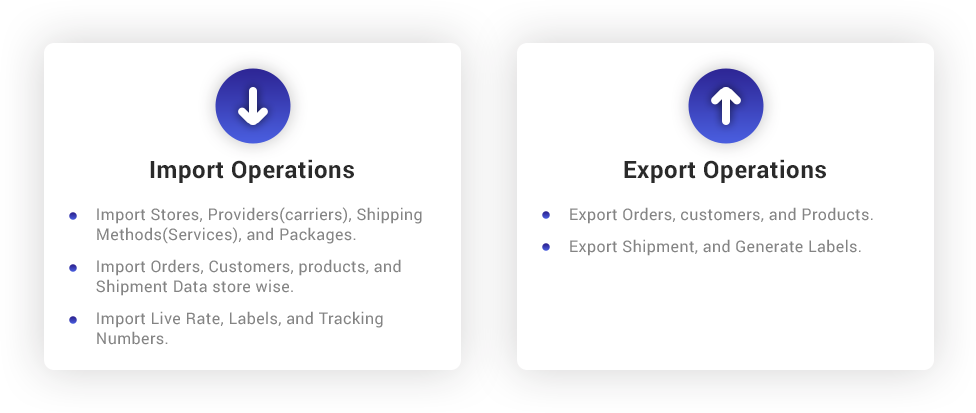 Import Operations
Import Stores, Providers(carriers), Shipping
Methods(Services), and Packages.
Import Orders, Customers, products, and
Shipment Data store wise.
Import Live Rate, Labels, and Tracking
Numbers.
Export Operations
Export Orders, customers, and Products.
Export Shipment, and Generate Labels.